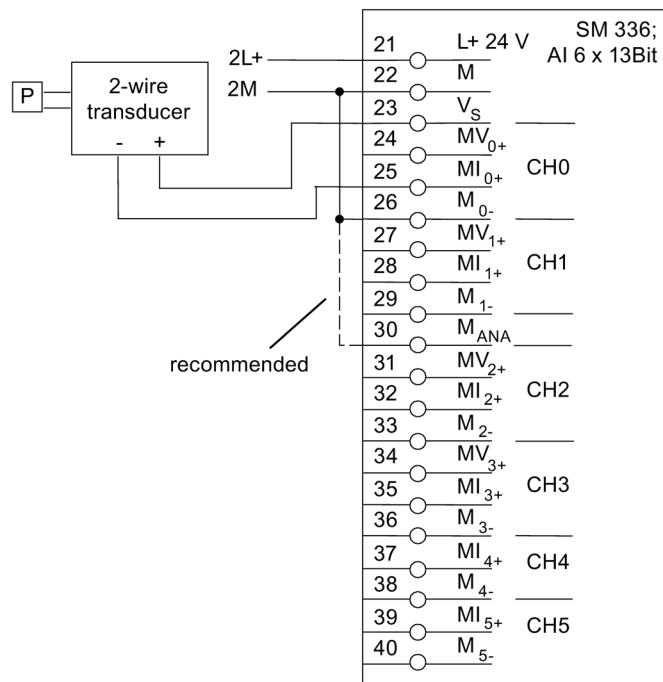 SM 336;
AI 6 x 13Bit
21 L+ 24 V
2L+
22 M
2M
P
2-wire
transducer
- +
23 VS
24 MV0+
25 MI0+ CH0
26 M0-
27 MV1+
28 MI1+ CH1
29 M1-
30 MANA
recommended
31 MV2+
32 MI2+ CH2
33 M2-
34 MV3+
35 MI3+ CH3
36 M3-
37 MI4+ CH4
38 M4-
39 MI5+ CH5
40 M5-